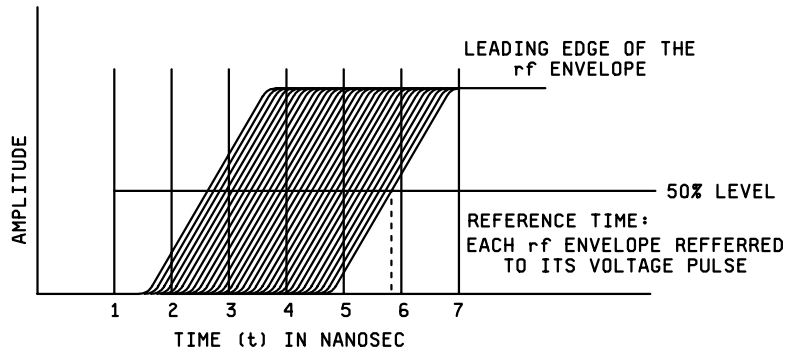 LEADING EDGE OF THE
rf ENVELOPE
AMPLITUDE
50% LEVEL
REFERENCE TIME:
EACH rf ENVELOPE REFFERRED
TO ITS VOLTAGE PULSE
1 2 3 4 5 6 7
TIME (t) IN NANOSEC